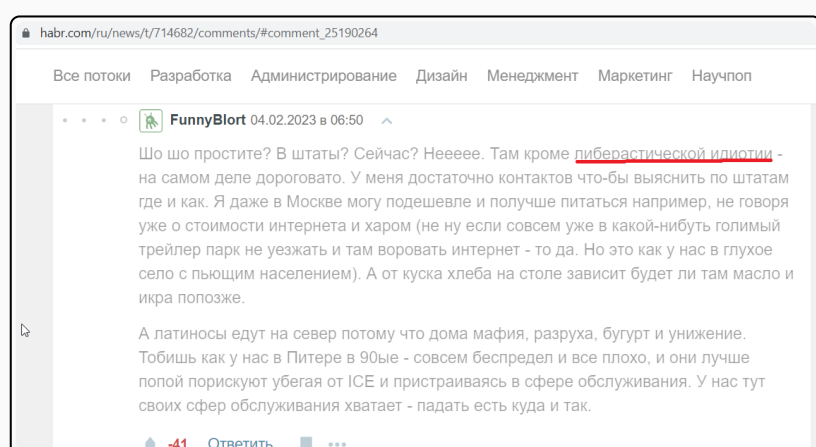 habr.com/ru/news/t/714682/comments/#comment_25190264
Все потоки Разработка Администрирование Дизайн Менеджмент Маркетинг Научпоп
FunnyBlort 04.02.2023 в 06:50
Шо шо простите? В штаты? Сейчас? Неееее. Там кроме либерастической идиотии -
на самом деле дороговато. У меня достаточно контактов что-бы выяснить по штатам
где и как. Я даже в Москве могу подешевле и получше питаться например, не говоря
уже о стоимости интернета и харом (не ну если совсем уже в какой-нибуть голимый
трейлер парк не уезжать и там воровать интернет - то да. Но это как у нас в глухое
село с пьющим населением). А от куска хлеба на столе зависит будет ли там масло и
икра попозже.
А латиносы едут на север потому что дома мафия, разруха, бугурт и унижение.
Тобишь как у нас в Питере в 90ые - совсем беспредел и все плохо, и они лучше
попой порискуют убегая от ICE и пристраиваясь в сфере обслуживания. У нас тут
своих сфер обслуживания хватает - падать есть куда и так.
-41 Ответить